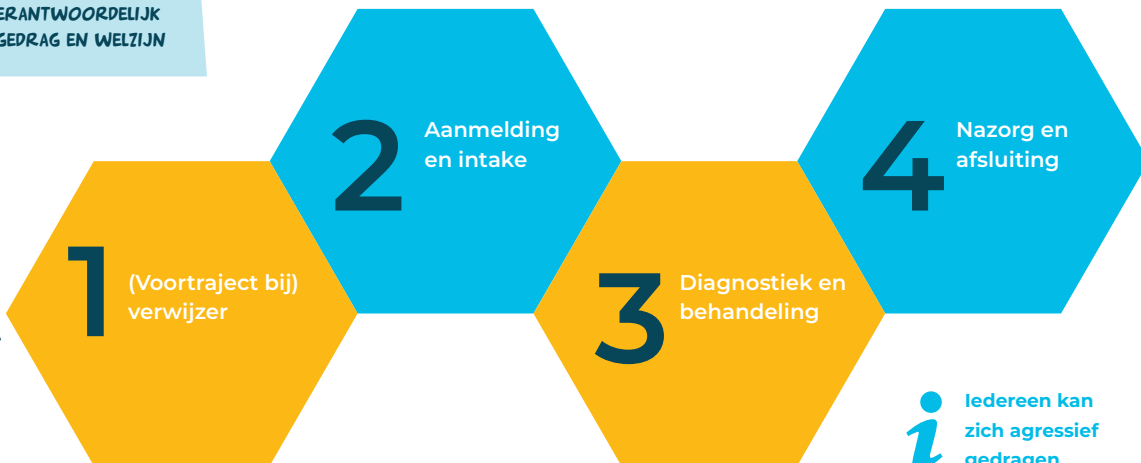 GEDRAG EN WELZIJN
1
(Voortraject bij)
verwijzer
2
Aanmelding
en intake
3
Diagnostiek en
behandeling
4
Nazorg en
afsluiting
Iedereen kan
zich agressief
gedragen